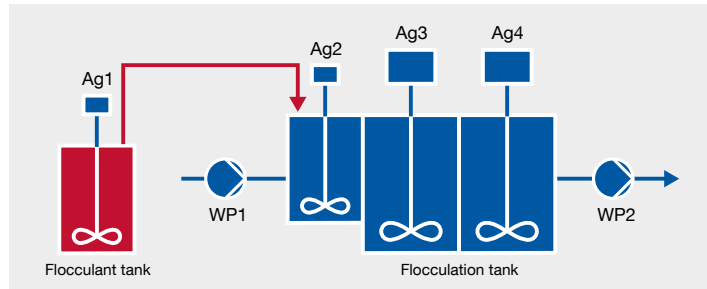 Ag1
Ag2
Ag3
Ag4
WP1
WP2
Flocculant tank
Flocculation tank